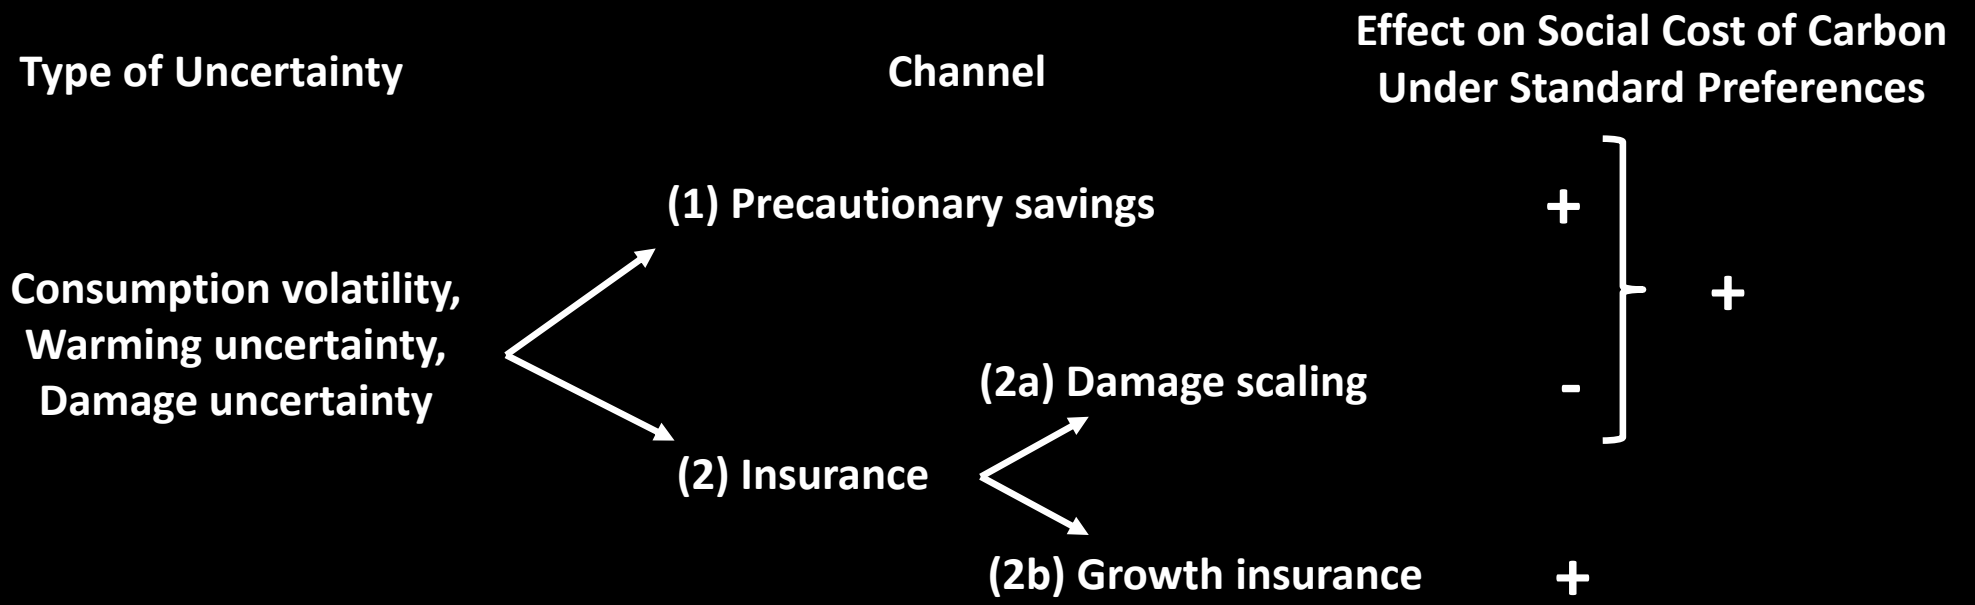 Type of Uncertainty
Channel
Effect on Social Cost of Carbon
Under Standard Preferences
(1) Precautionary savings
+
Consumption volatility,
Warming uncertainty,
Damage uncertainty
+
(2a) Damage scaling
-
(2) Insurance
(2b) Growth insurance
+